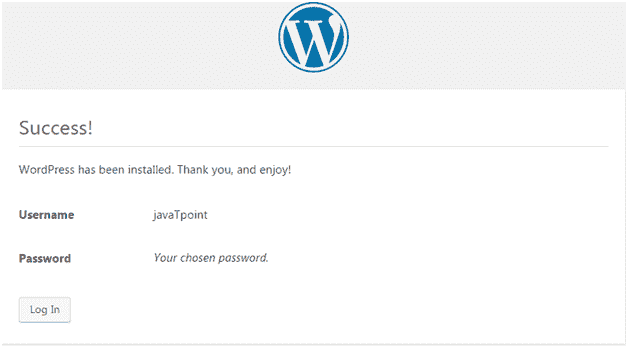 Success!
WordPress has been installed. Thank you, and enjoy!
Username javaTpoint
Password Your chosen password.
Log In